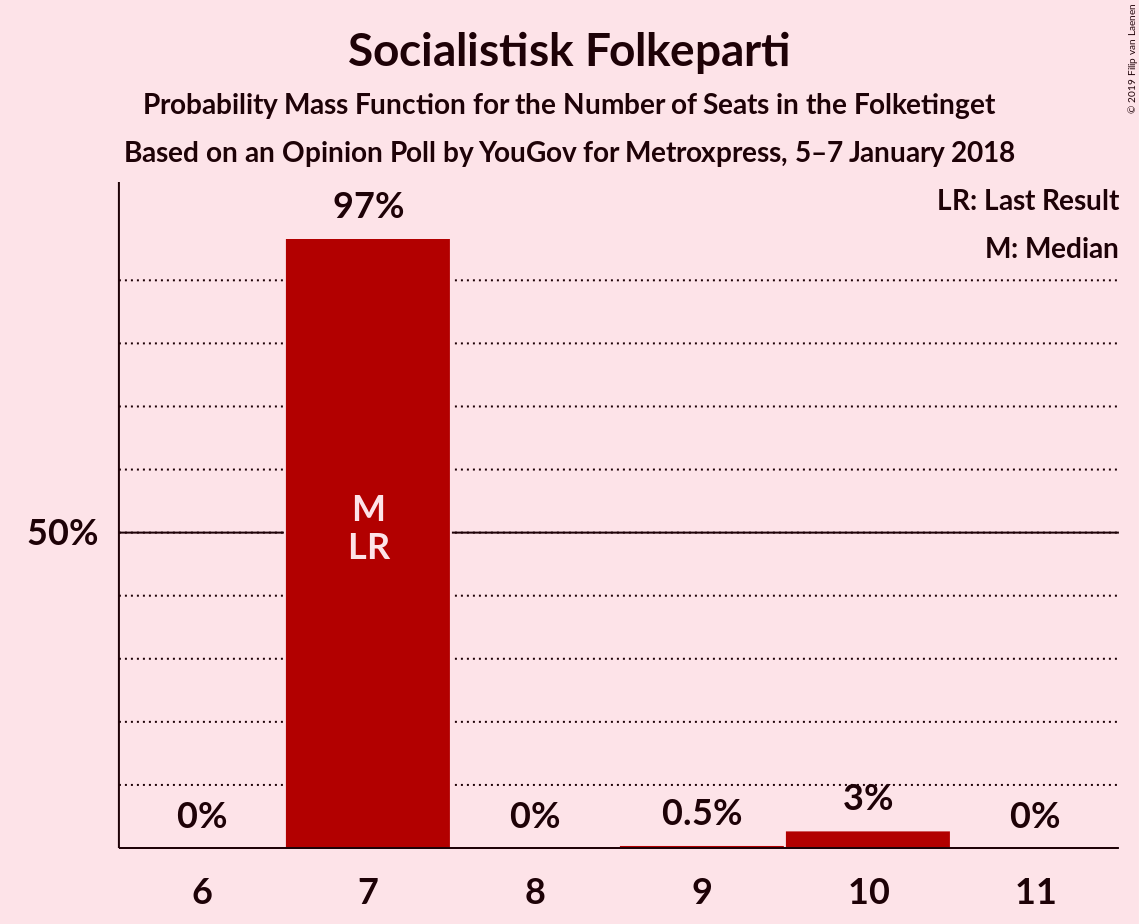 Socialistisk Folkeparti
Probability Mass Function for the Number of Seats in the Folketinget
Based on an Opinion Poll by YouGov for Metroxpress, 5–7 January 2018
© 2019 Filip van Laenen
LR: Last Result
M: Median
97%
M
LR
50%
0%
0%
0.5%
3%
0%
6
7
8
9
10
11